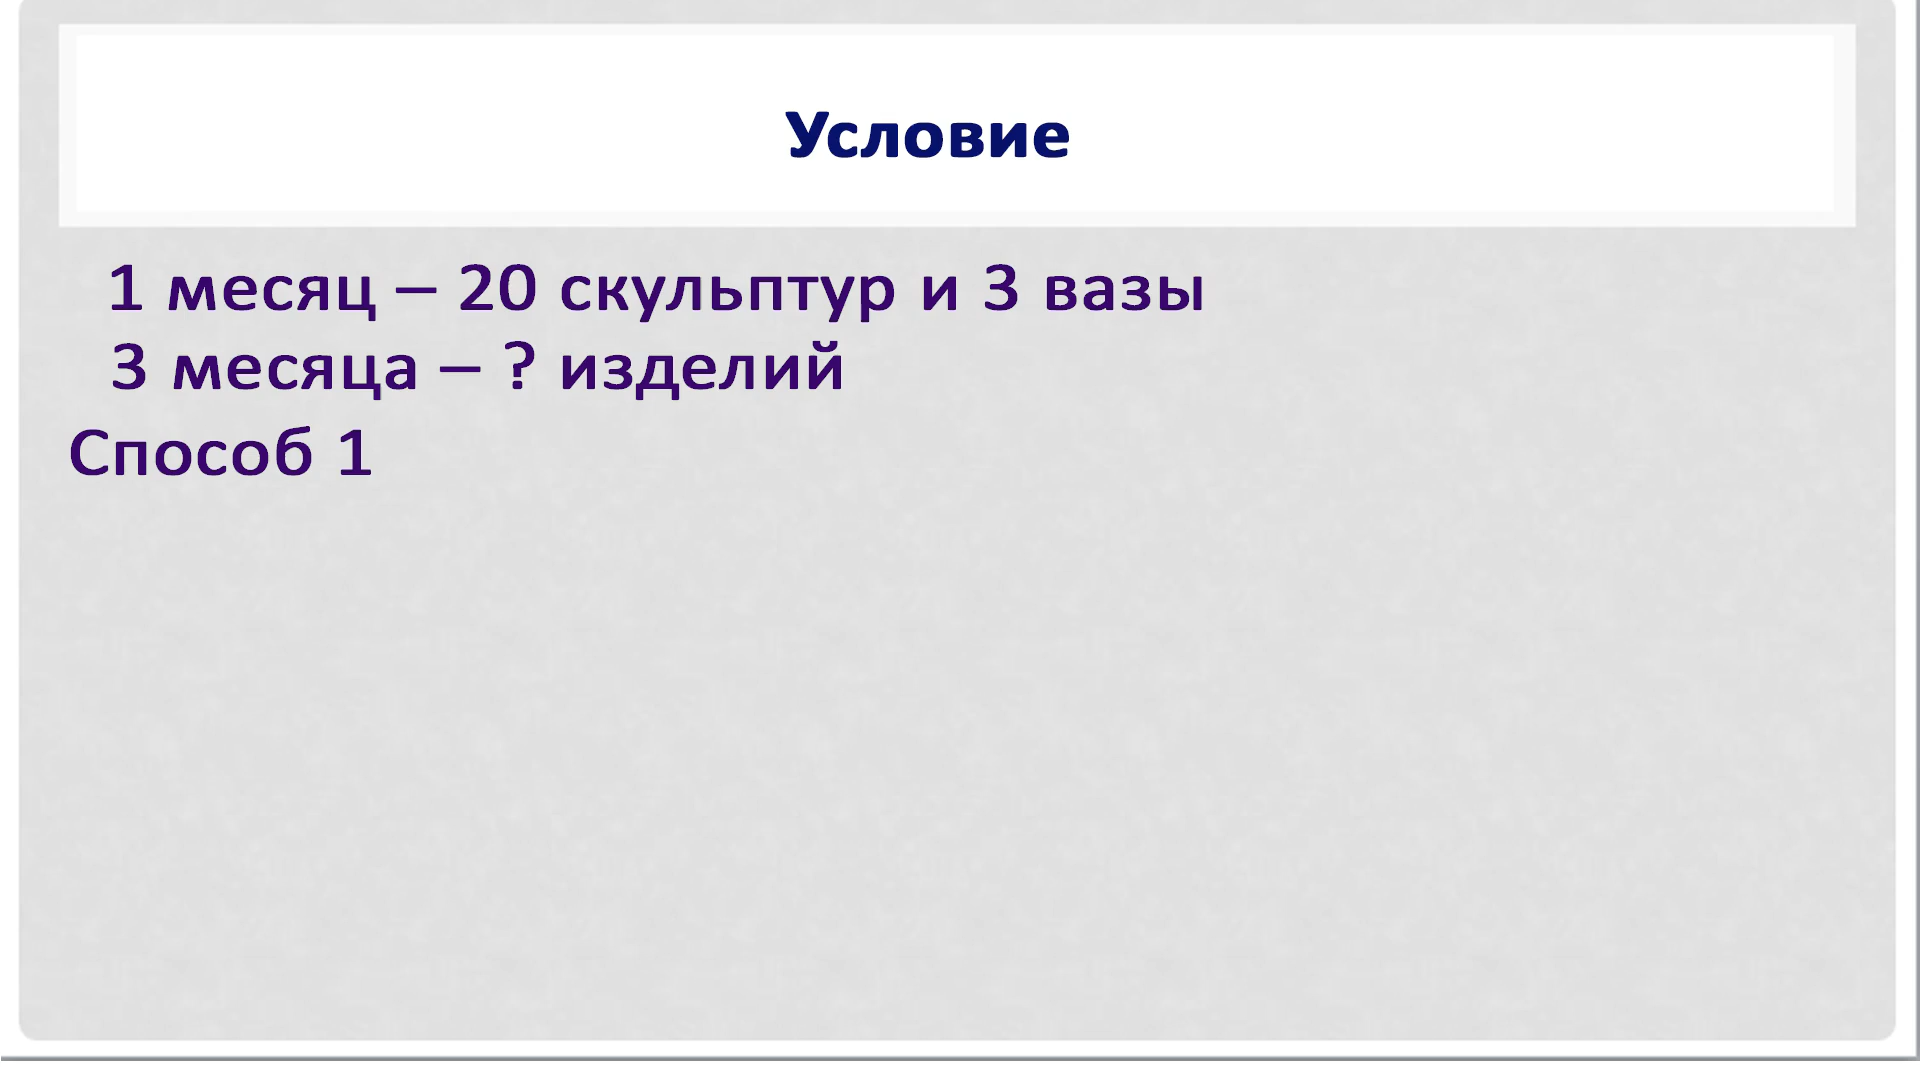 Условие
1 месяц – 20 скульптур и 3 вазы
3 месяца – ? изделий
Способ 1